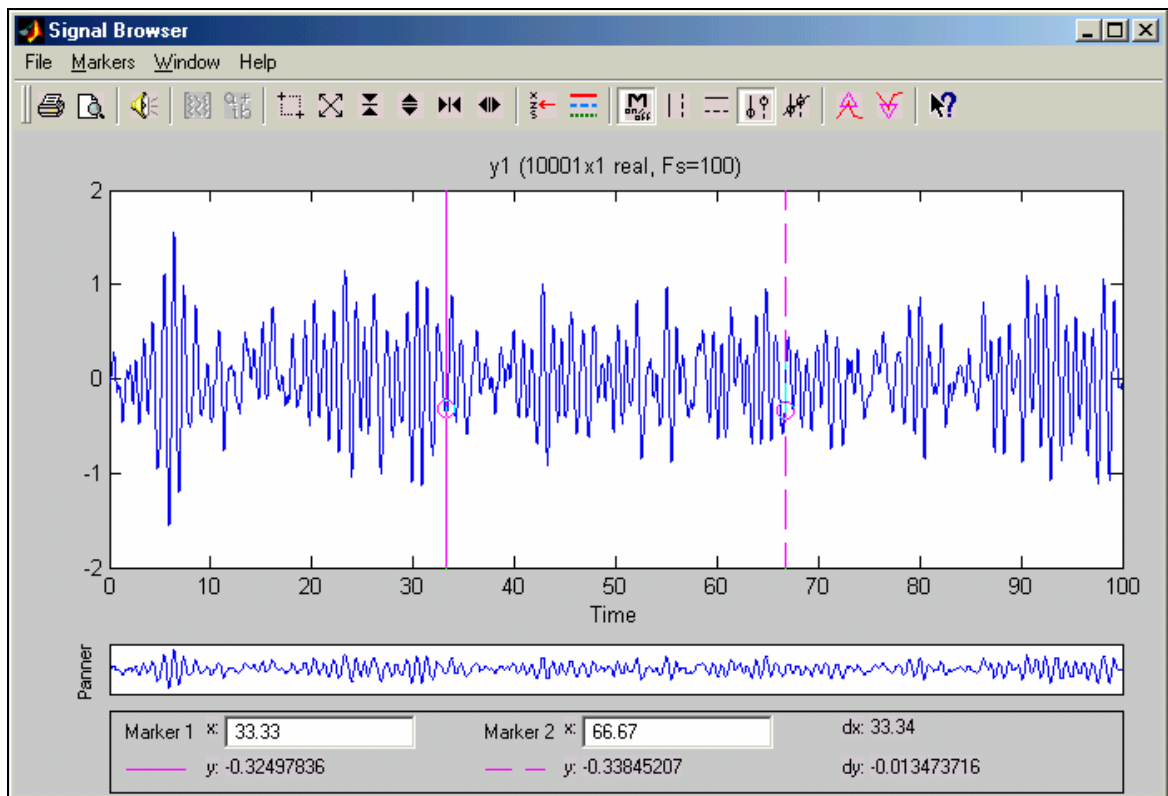 Signal Browser
File Markers Window Help
M on/off
y1 (10001x1 real, Fs=100)
2
1
0
-1
-2
0 10 20 30 40 50 60 70 80 90 100
Time
Panner
Marker 1 x: 33.33 Marker 2 x: 66.67 dx: 33.34
y: -0.32497836 y: -0.33845207 dy: -0.013473716